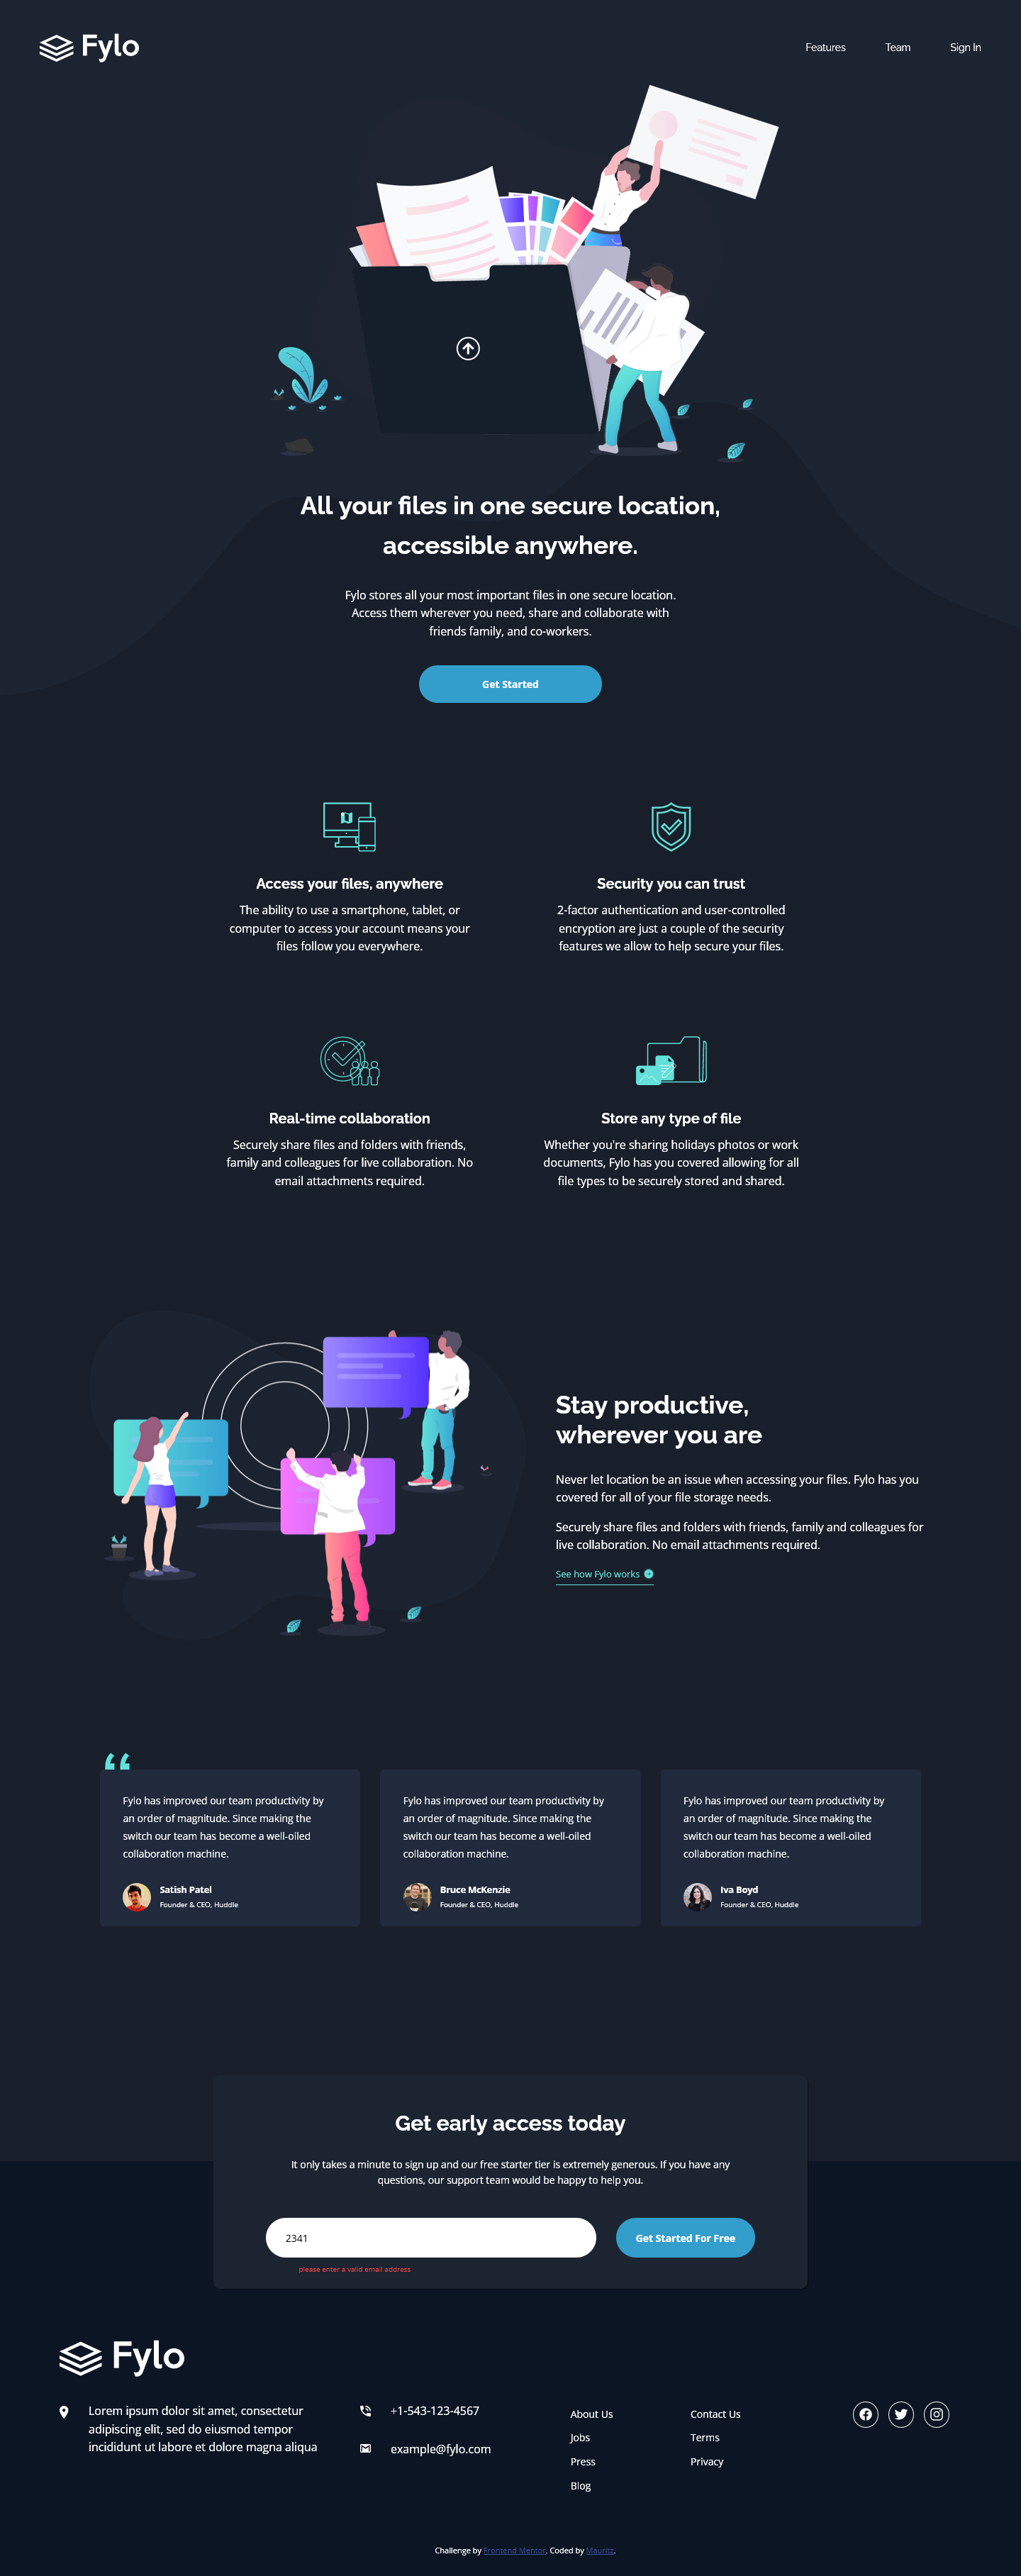 Fylo
Features
Team
Sign In
All your files in one secure location,
accessible anywhere.
Fylo stores all your most important files in one secure location.
Access them wherever you need, share and collaborate with
friends family, and co-workers.
Get Started
Access your files, anywhere
The ability to use a smartphone, tablet, or
computer to access your account means your
files follow you everywhere.
Security you can trust
2-factor authentication and user-controlled
encryption are just a couple of the security
features we allow to help secure your files.
Real-time collaboration
Securely share files and folders with friends,
family and colleagues for live collaboration. No
email attachments required.
Store any type of file
Whether you're sharing holidays photos or work
documents, Fylo has you covered allowing for all
file types to be securely stored and shared.
Stay productive,
wherever you are
Never let location be an issue when accessing your files. Fylo has you
covered for all of your file storage needs.
Securely share files and folders with friends, family and colleagues for
live collaboration. No email attachments required.
See how Fylo works
Fylo has improved our team productivity by
an order of magnitude. Since making the
switch our team has become a well-oiled
collaboration machine.
Satish Patel
Founder & CEO, Huddle
Fylo has improved our team productivity by
an order of magnitude. Since making the
switch our team has become a well-oiled
collaboration machine.
Bruce McKenzie
Founder & CEO, Huddle
Fylo has improved our team productivity by
an order of magnitude. Since making the
switch our team has become a well-oiled
collaboration machine.
Iva Boyd
Founder & CEO, Huddle
Get early access today
It only takes a minute to sign up and our free starter tier is extremely generous. If you have any
questions, our support team would be happy to help you.
2341
Get Started For Free
please enter a valid email address
Fylo
Lorem ipsum dolor sit amet, consectetur
adipiscing elit, sed do eiusmod tempor
incididunt ut labore et dolore magna aliqua
+1-543-123-4567
example@fylo.com
About Us
Jobs
Press
Blog
Contact Us
Terms
Privacy
Challenge by Frontend Mentor. Coded by Maurits.